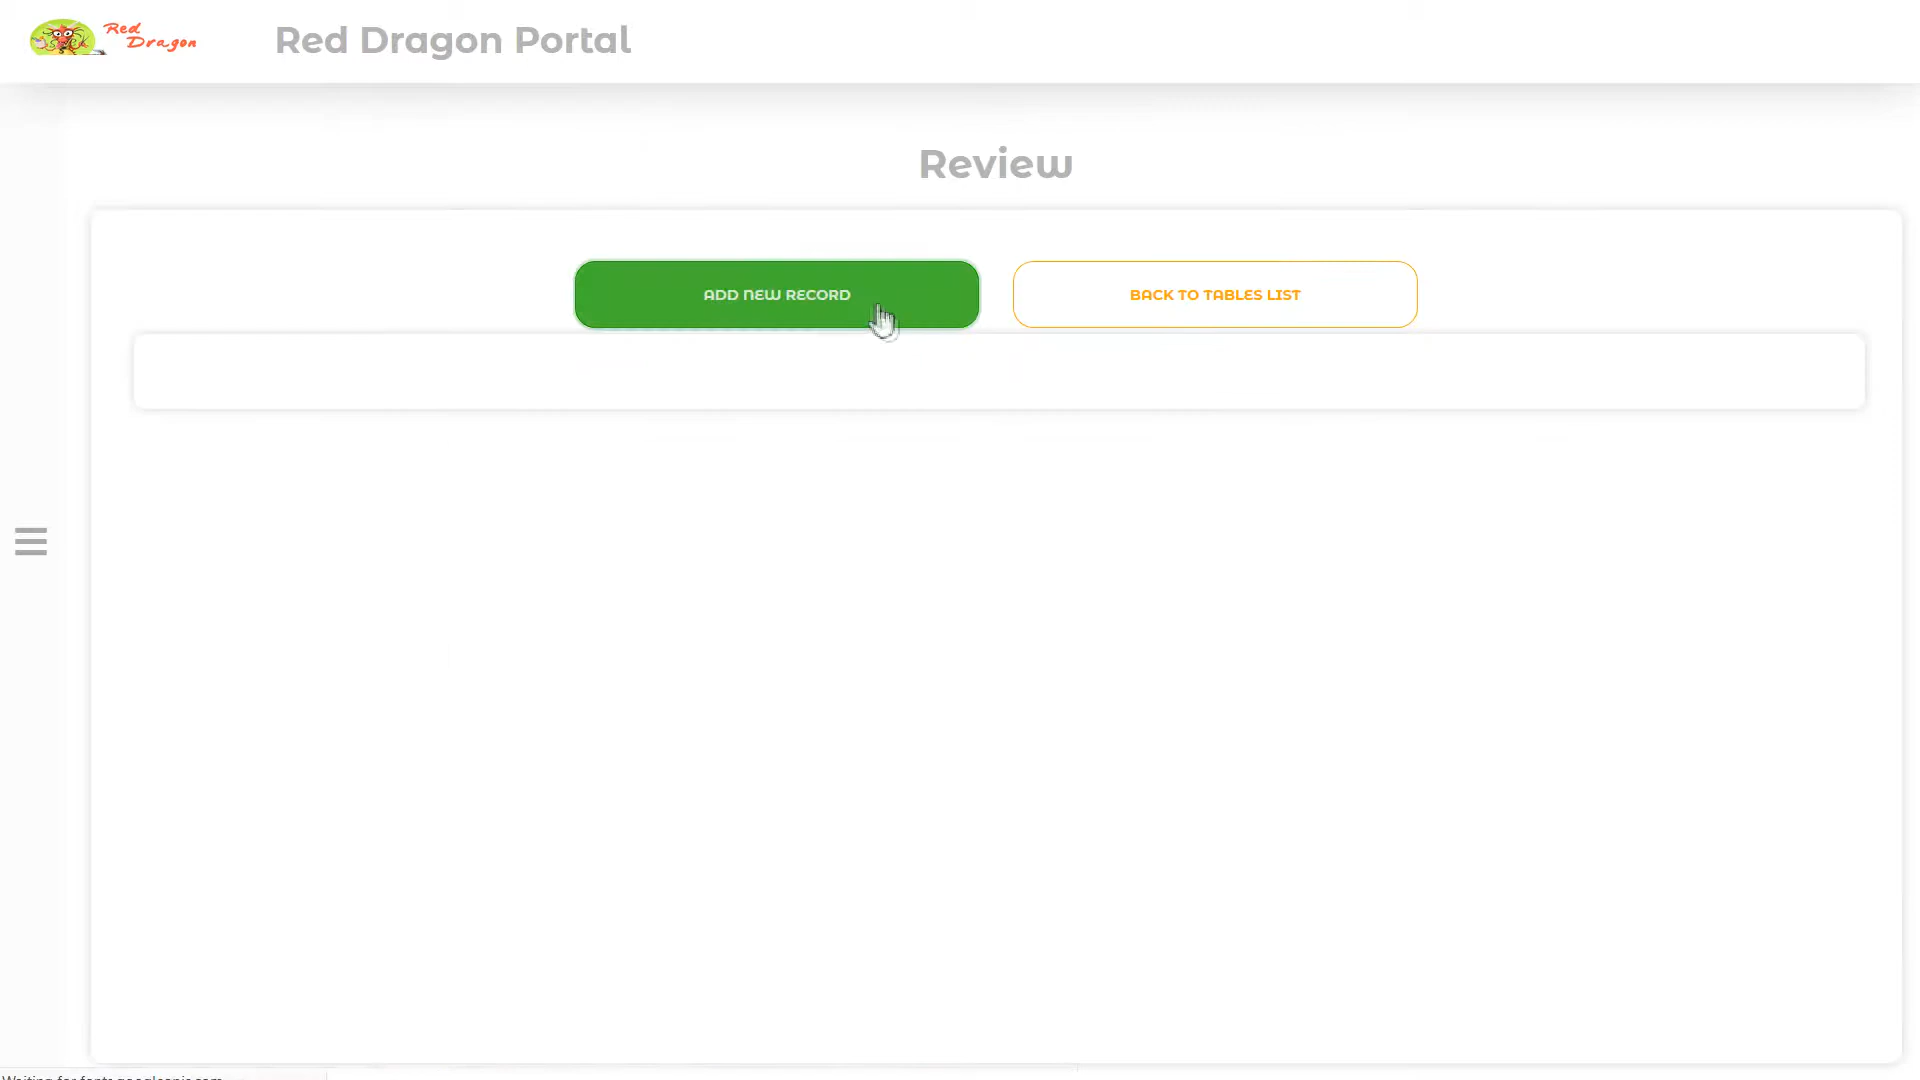 Red
Dragon
Red Dragon Portal
Review
ADD NEW RECORD
BACK TO TABLES LIST